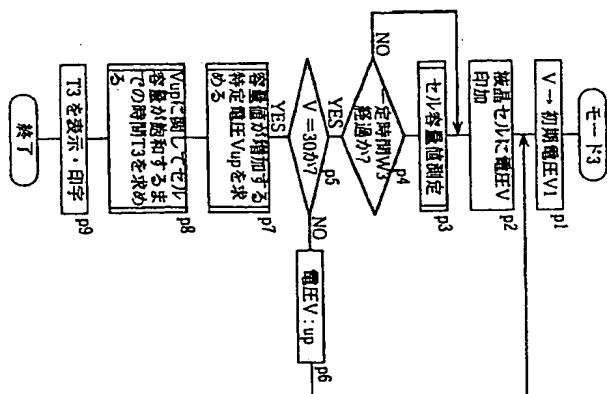 モード3
V→初期電圧V1
p1
液晶セルに電圧V
印加
p2
セル容量値測定
p3
一定時間W3
経過か?
p4
NO
YES
V=30か?
p5
NO
YES
電圧V:up
p6
容量値が増加する
特定電圧Vupを求
める
p7
Vupに関してセル
容量が飽和するま
での時間T3を求め
る
p8
T3を表示・印字
p9
終了